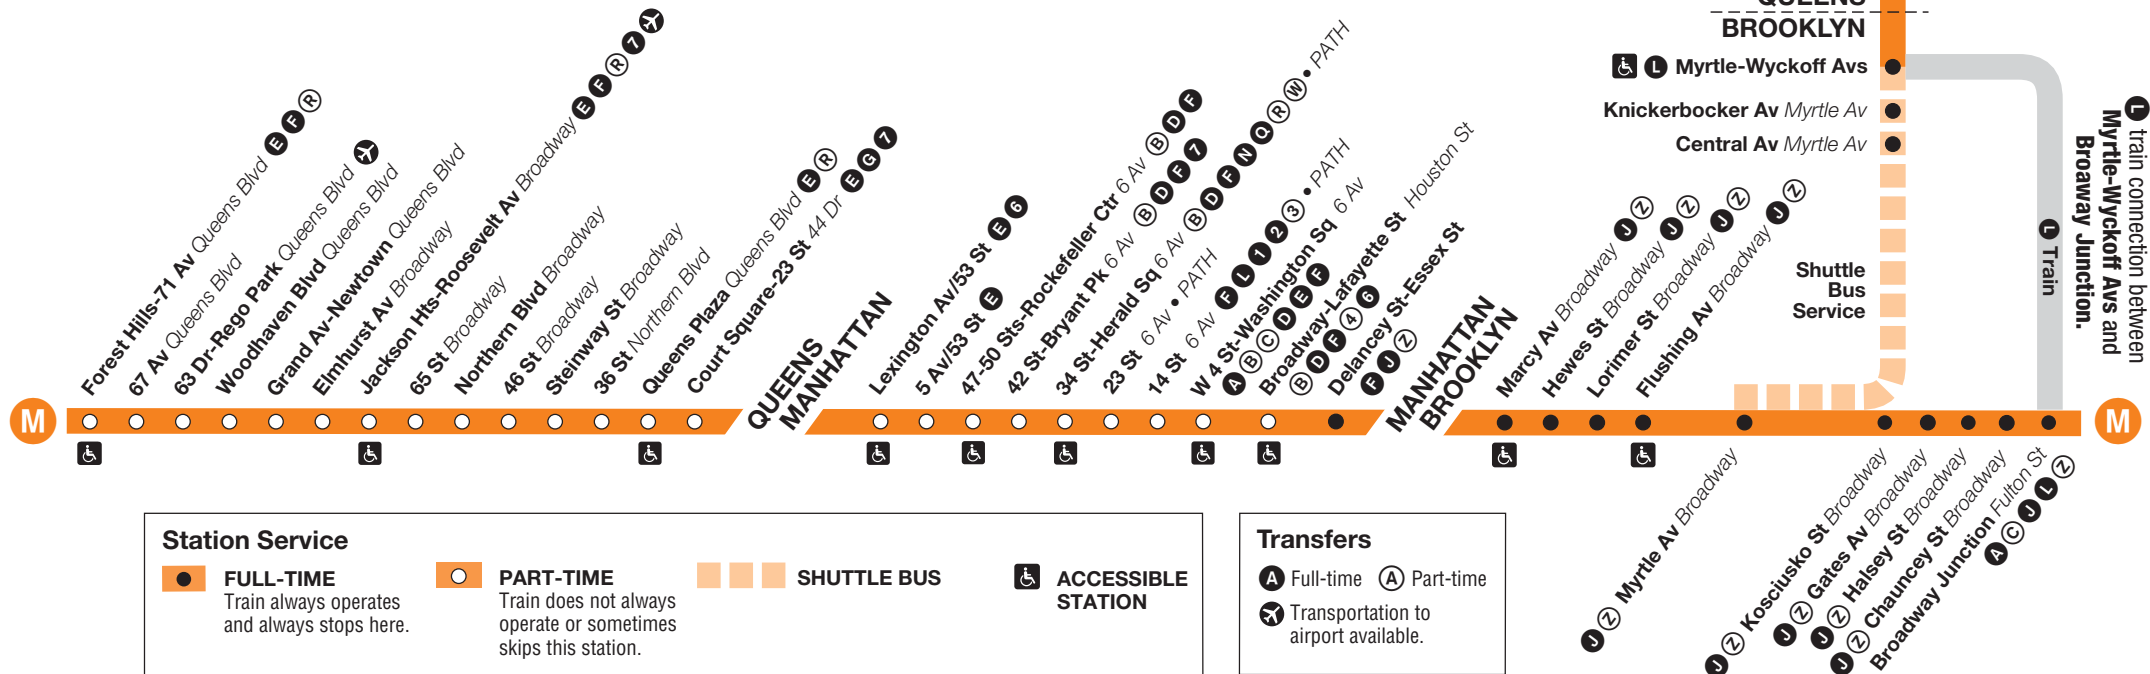 Forest Hills-71 Av Queens Blvd E F R
67 Av Queens Blvd
63 Dr-Rego Park Queens Blvd
Woodhaven Blvd Queens Blvd
Grand Av-Newtown Queens Blvd
Elmhurst Av Broadway
Jackson Hts-Roosevelt Av Broadway E F R 7
65 St Broadway
Northern Blvd Broadway
46 St Broadway
Steinway St Broadway
36 St Northern Blvd
Queens Plaza Queens Blvd E R
Court Square-23 St 44 Dr E G 7
QUEENS
MANHATTAN
Lexington Av/53 St E 6
5 Av/53 St E
47-50 Sts-Rockefeller Ctr 6 Av B D F
42 St-Bryant Pk 6 Av B D F 7
34 St-Herald Sq 6 Av B D F N Q R W • PATH
23 St 6 Av • PATH
14 St 6 Av F L 1 2 3 • PATH
W 4 St-Washington Sq 6 Av
A B C D E F
Broadway-Lafayette St Houston St
B D F 4 6
Delancey St-Essex St
F J Z
MANHATTAN
BROOKLYN
Marcy Av Broadway J Z
Hewes St Broadway J Z
Lorimer St Broadway J Z
Flushing Av Broadway J Z
QUEENS
BROOKLYN
L Myrtle-Wyckoff Avs
Knickerbocker Av Myrtle Av
Central Av Myrtle Av
Shuttle
Bus
Service
L Train
L train connection between
Myrtle-Wyckoff Avs and
Broaway Junction.
M
M
J Z Myrtle Av Broadway
J Z Kosciusko St Broadway
J Z Gates Av Broadway
J Z Halsey St Broadway
J Z Chauncey St Broadway
Broadway Junction Fulton St
A C J L Z
Station Service
FULL-TIME
Train always operates
and always stops here.
PART-TIME
Train does not always
operate or sometimes
skips this station.
SHUTTLE BUS
ACCESSIBLE
STATION
Transfers
A Full-time A Part-time
Transportation to
airport available.